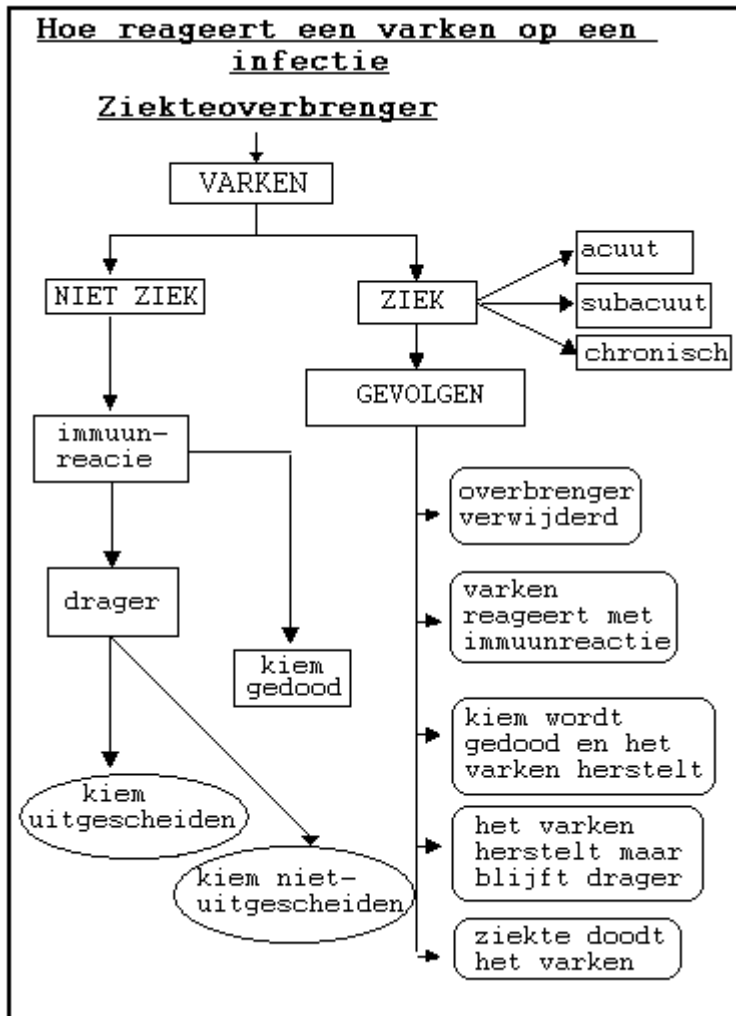 Hoe reageert een varken op een
infectie
Ziekteoverbrenger
VARKEN
NIET ZIEK
ZIEK
acuut
subacuut
chronisch
GEVOLGEN
immuun-
reacie
drager
kiem
gedood
kiem
uitgescheiden
kiem niet-
uitgescheiden
overbrenger
verwijderd
varken
reageert met
immuunreactie
kiem wordt
gedood en het
varken herstelt
het varken
herstelt maar
blijft drager
ziekte doodt
het varken